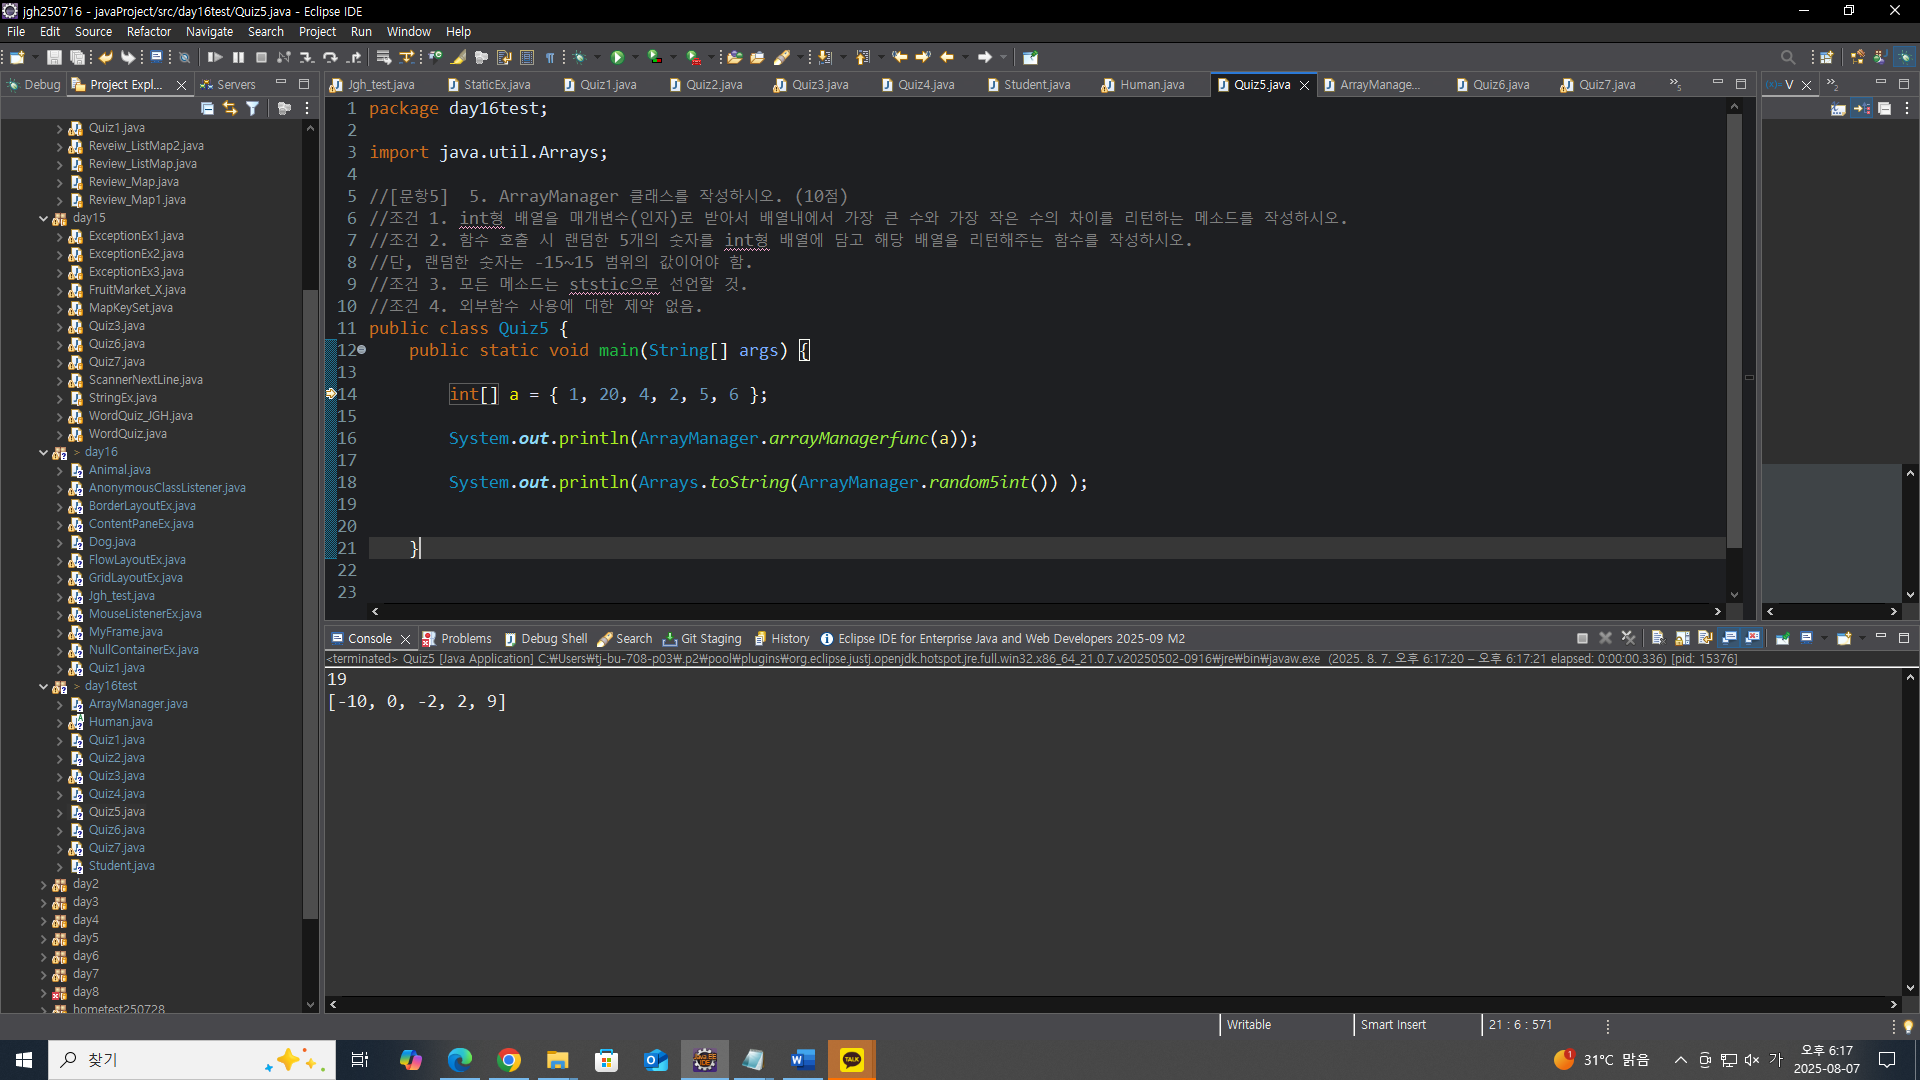 jgh250716 - javaProject/src/day16test/Quiz5.java - Eclipse IDE
File Edit Source Refactor Navigate Search Project Run Window Help
Debug Project Expl... Servers
Jgh_test.java StaticEx.java Quiz1.java Quiz2.java Quiz3.java Quiz4.java Student.java Human.java Quiz5.java ArrayManage... Quiz6.java Quiz7.java
Quiz1.java
Reveiw_ListMap2.java
Review_ListMap.java
Review_Map.java
Review_Map1.java
day15
ExceptionEx1.java
ExceptionEx2.java
ExceptionEx3.java
FruitMarket_X.java
MapKeySet.java
Quiz3.java
Quiz6.java
Quiz7.java
ScannerNextLine.java
StringEx.java
WordQuiz_JGH.java
WordQuiz.java
> day16
Animal.java
AnonymousClassListener.java
BorderLayoutEx.java
ContentPaneEx.java
Dog.java
FlowLayoutEx.java
GridLayoutEx.java
Jgh_test.java
MouseListenerEx.java
MyFrame.java
NullContainerEx.java
Quiz1.java
> day16test
ArrayManager.java
Human.java
Quiz1.java
Quiz2.java
Quiz3.java
Quiz4.java
Quiz5.java
Quiz6.java
Quiz7.java
Student.java
day2
day3
day4
day5
day6
day7
day8
hometest250728
1 package day16test;
2
3 import java.util.Arrays;
4
5 //[문항5]  5. ArrayManager 클래스를 작성하시오. (10점)
6 //조건 1. int형 배열을 매개변수(인자)로 받아서 배열내에서 가장 큰 수와 가장 작은 수의 차이를 리턴하는 메소드를 작성하시오.
7 //조건 2. 함수 호출 시 랜덤한 5개의 숫자를 int형 배열에 담고 해당 배열을 리턴해주는 함수를 작성하시오.
8 //단, 랜덤한 숫자는 -15~15 범위의 값이어야 함.
9 //조건 3. 모든 메소드는 ststic으로 선언할 것.
10 //조건 4. 외부함수 사용에 대한 제약 없음.
11 public class Quiz5 {
12 public static void main(String[] args) {
13
14 int[] a = { 1, 20, 4, 2, 5, 6 };
15
16 System.out.println(ArrayManager.arrayManagerfunc(a));
17
18 System.out.println(Arrays.toString(ArrayManager.random5int()) );
19
20
21 }
22
23
V
Console Problems Debug Shell Search Git Staging History Eclipse IDE for Enterprise Java and Web Developers 2025-09 M2
<terminated> Quiz5 [Java Application] C:₩Users₩tj-bu-708-p03₩.p2₩pool₩plugins₩org.eclipse.justj.openjdk.hotspot.jre.full.win32.x86_64_21.0.7.v20250502-0916₩jre₩bin₩javaw.exe (2025. 8. 7. 오후 6:17:20 – 오후 6:17:21 elapsed: 0:00:00.336) [pid: 15376]
19
[-10, 0, -2, 2, 9]
Writable Smart Insert 21 : 6 : 571
찾기
TALK
1 31°C 맑음 가 오후 6:17
2025-08-07